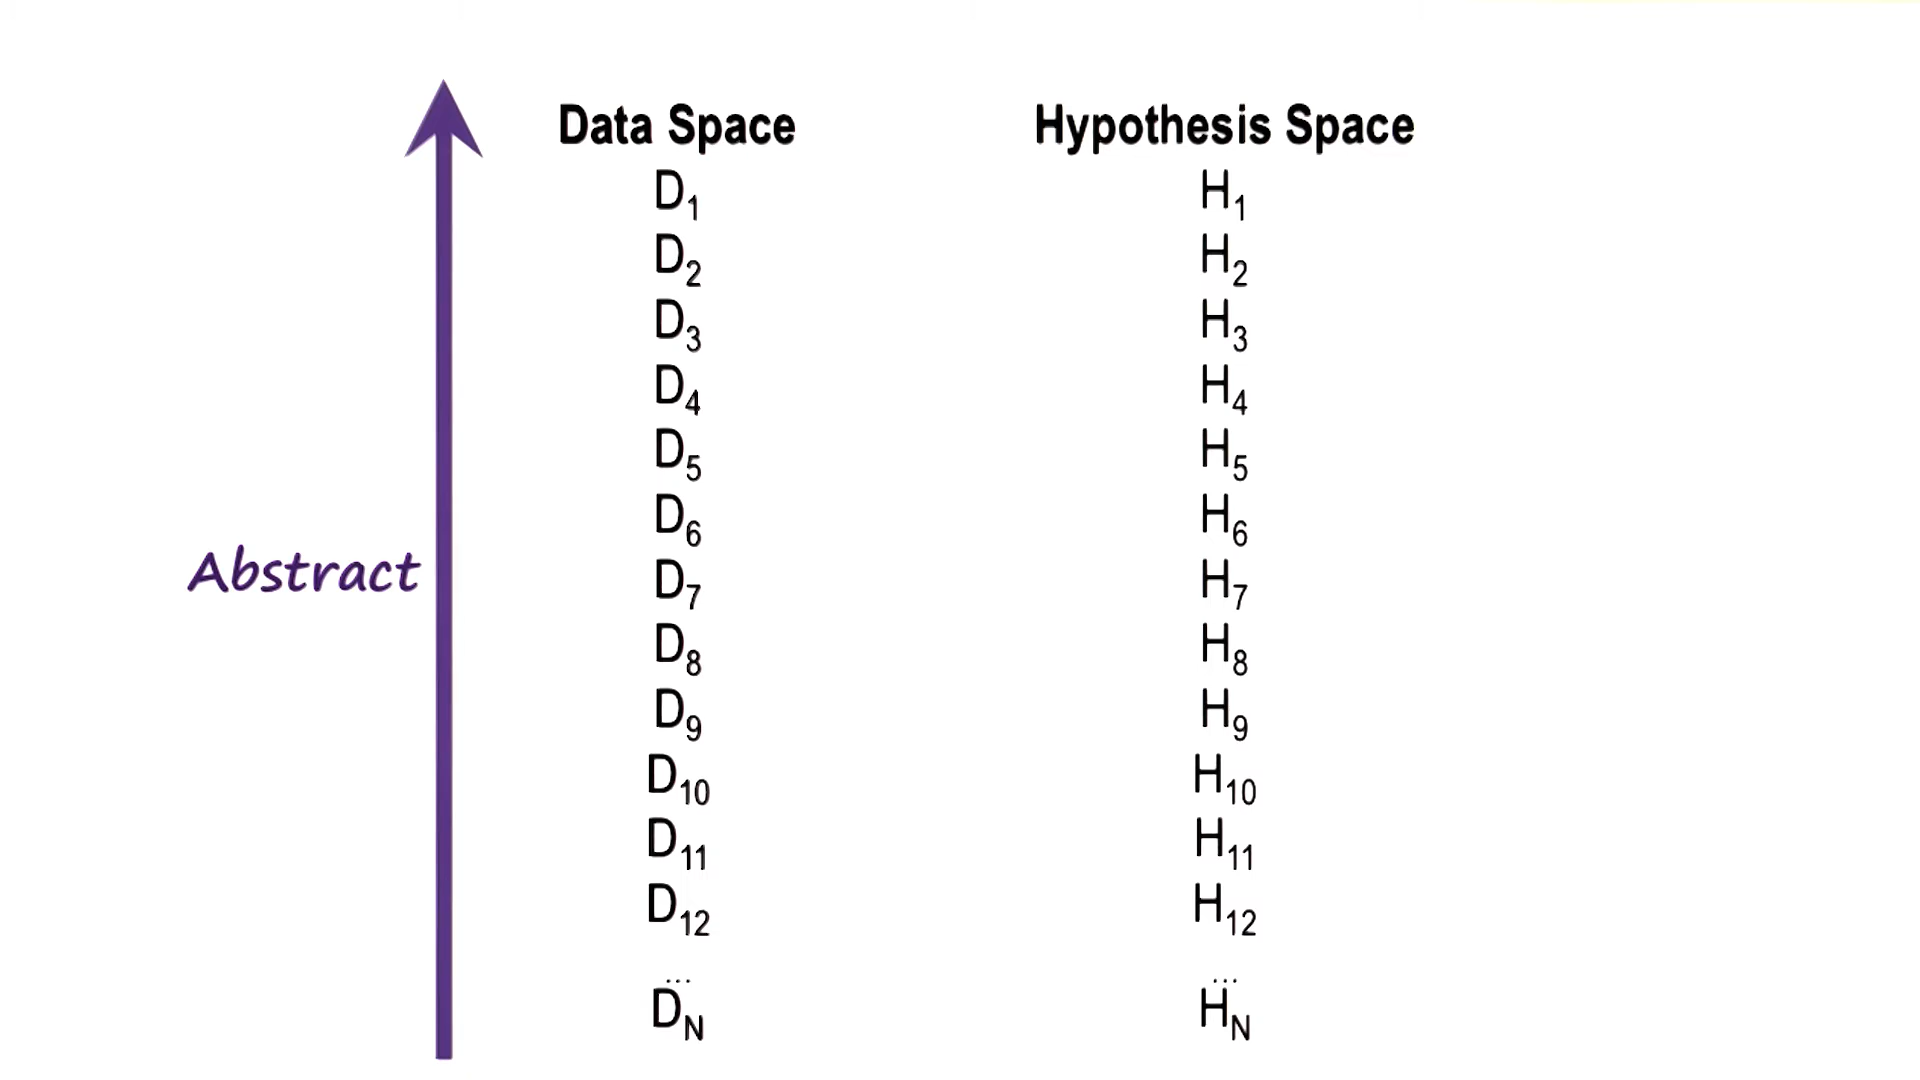 Data Space Hypothesis Space
D1 H1
D2 H2
D3 H3
D4 H4
D5 H5
D6 H6
Abstract
D7 H7
D8 H8
D9 H9
D10 H10
D11 H11
D12 H12
... ...
DN HN